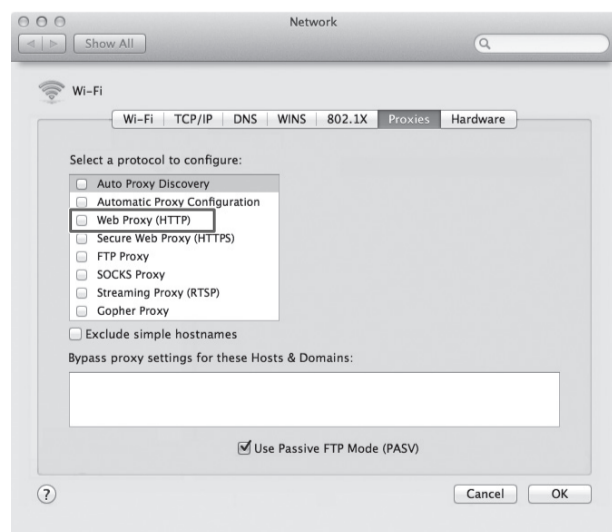 Network
Show All
Wi-Fi
Wi-Fi TCP/IP DNS WINS 802.1X Proxies Hardware
Select a protocol to configure:
Auto Proxy Discovery
Automatic Proxy Configuration
Web Proxy (HTTP)
Secure Web Proxy (HTTPS)
FTP Proxy
SOCKS Proxy
Streaming Proxy (RTSP)
Gopher Proxy
Exclude simple hostnames
Bypass proxy settings for these Hosts & Domains:
Use Passive FTP Mode (PASV)
? Cancel OK